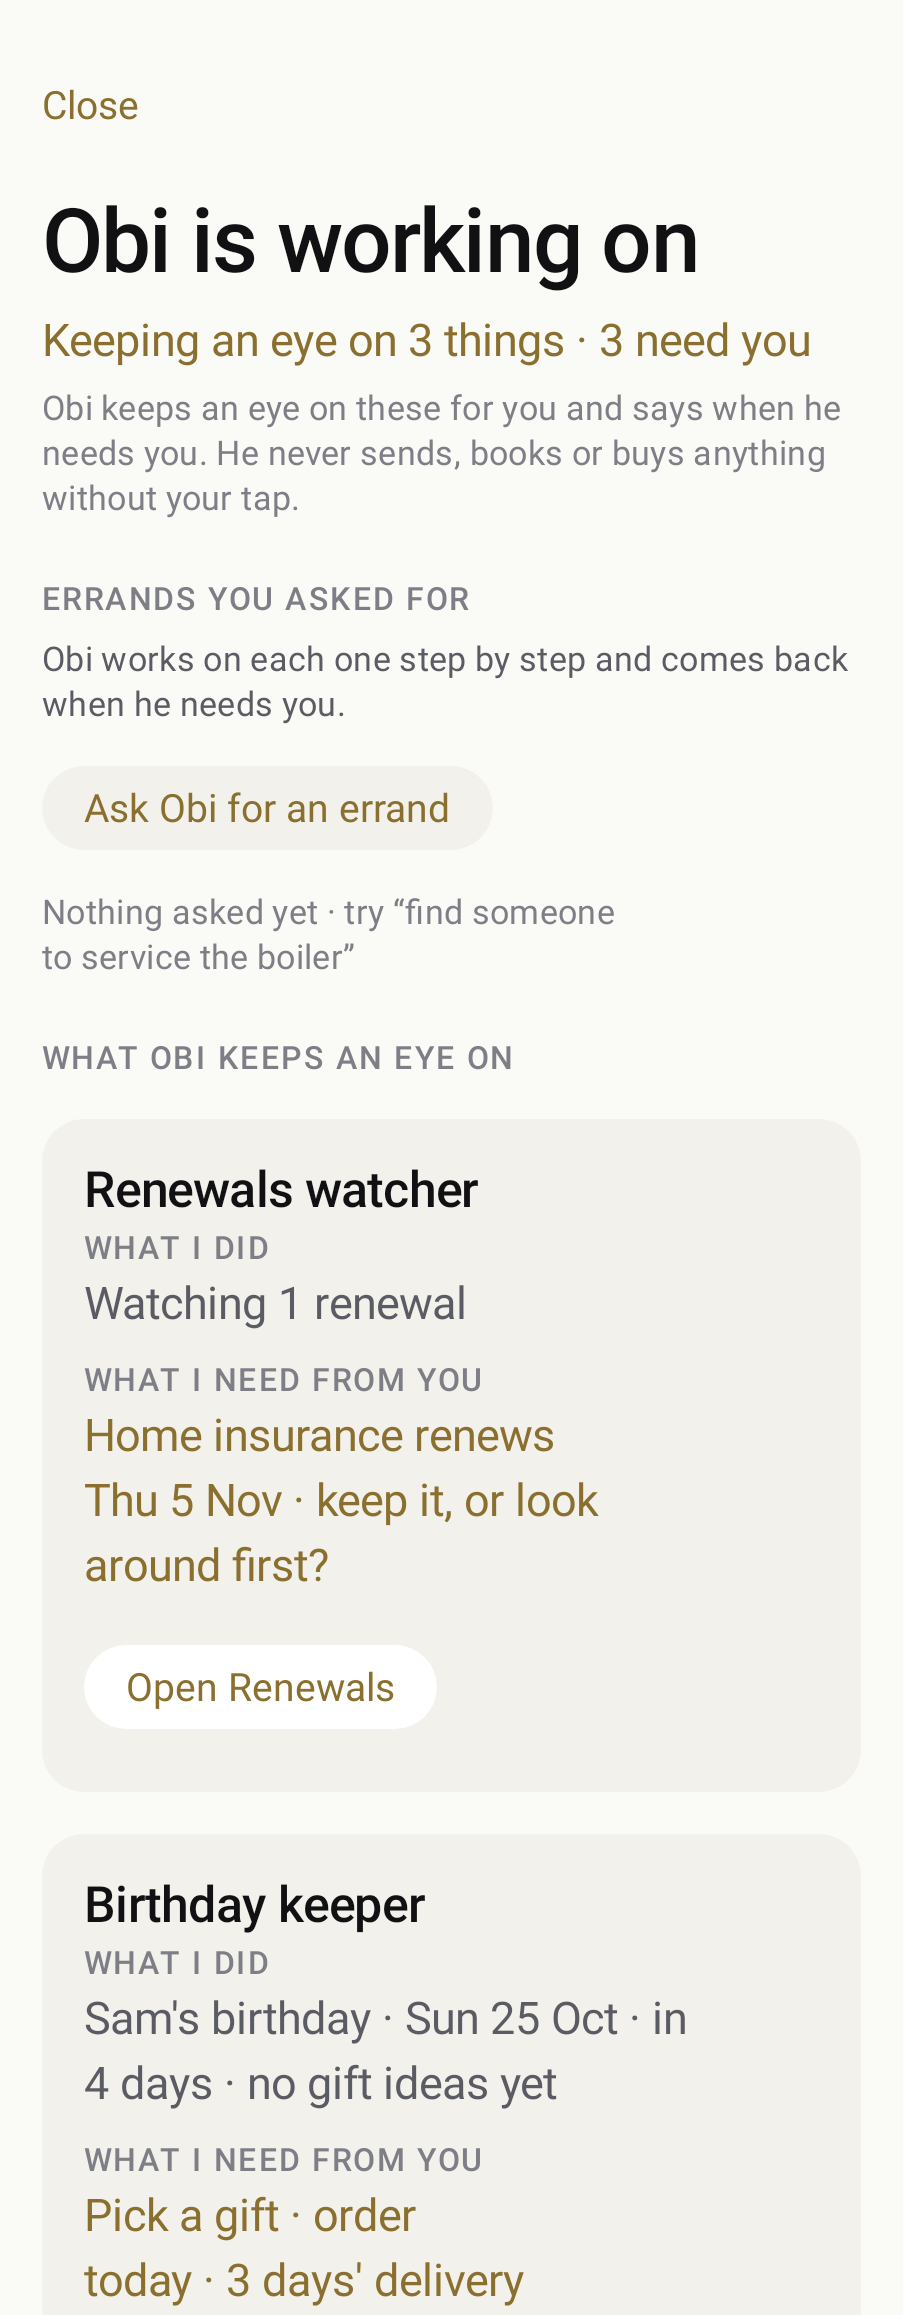 Close
Obi is working on
Keeping an eye on 3 things · 3 need you
Obi keeps an eye on these for you and says when he
needs you. He never sends, books or buys anything
without your tap.
ERRANDS YOU ASKED FOR
Obi works on each one step by step and comes back
when he needs you.
Ask Obi for an errand
Nothing asked yet · try “find someone
to service the boiler”
WHAT OBI KEEPS AN EYE ON
Renewals watcher
WHAT I DID
Watching 1 renewal
WHAT I NEED FROM YOU
Home insurance renews
Thu 5 Nov · keep it, or look
around first?
Open Renewals
Birthday keeper
WHAT I DID
Sam's birthday · Sun 25 Oct · in
4 days · no gift ideas yet
WHAT I NEED FROM YOU
Pick a gift · order
today · 3 days' delivery